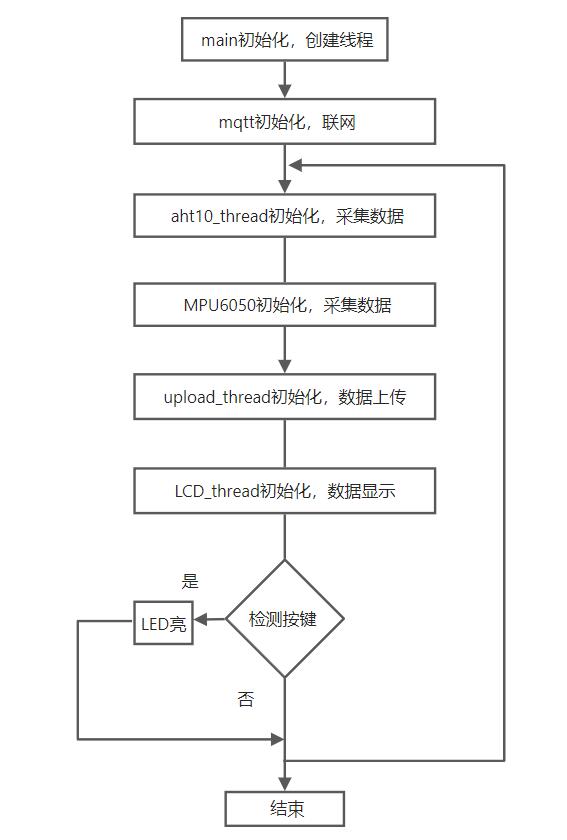 main初始化，创建线程
mqtt初始化，联网
aht10_thread初始化，采集数据
MPU6050初始化，采集数据
upload_thread初始化，数据上传
LCD_thread初始化，数据显示
是
LED亮
检测按键
否
结束